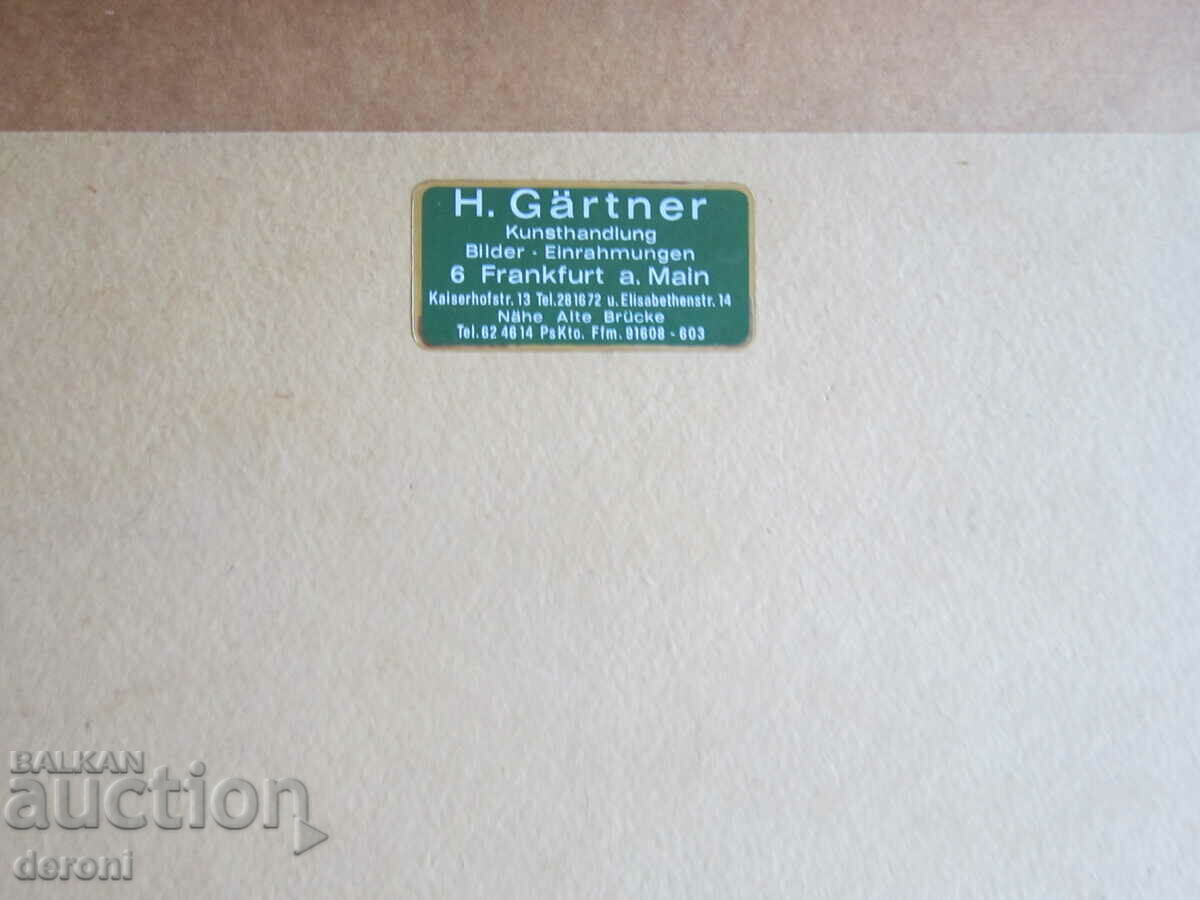 H. Gärtner
Kunsthandlung
Bilder - Einrahmungen
6 Frankfurt a. Main
Kaiserhofstr. 13 Tel. 281672 u. Elisabethenstr. 14
Nähe Alte Brücke
Tel. 62 46 14 PsKto. Ffm. 91608 - 603
BALKAN
auction
deroni